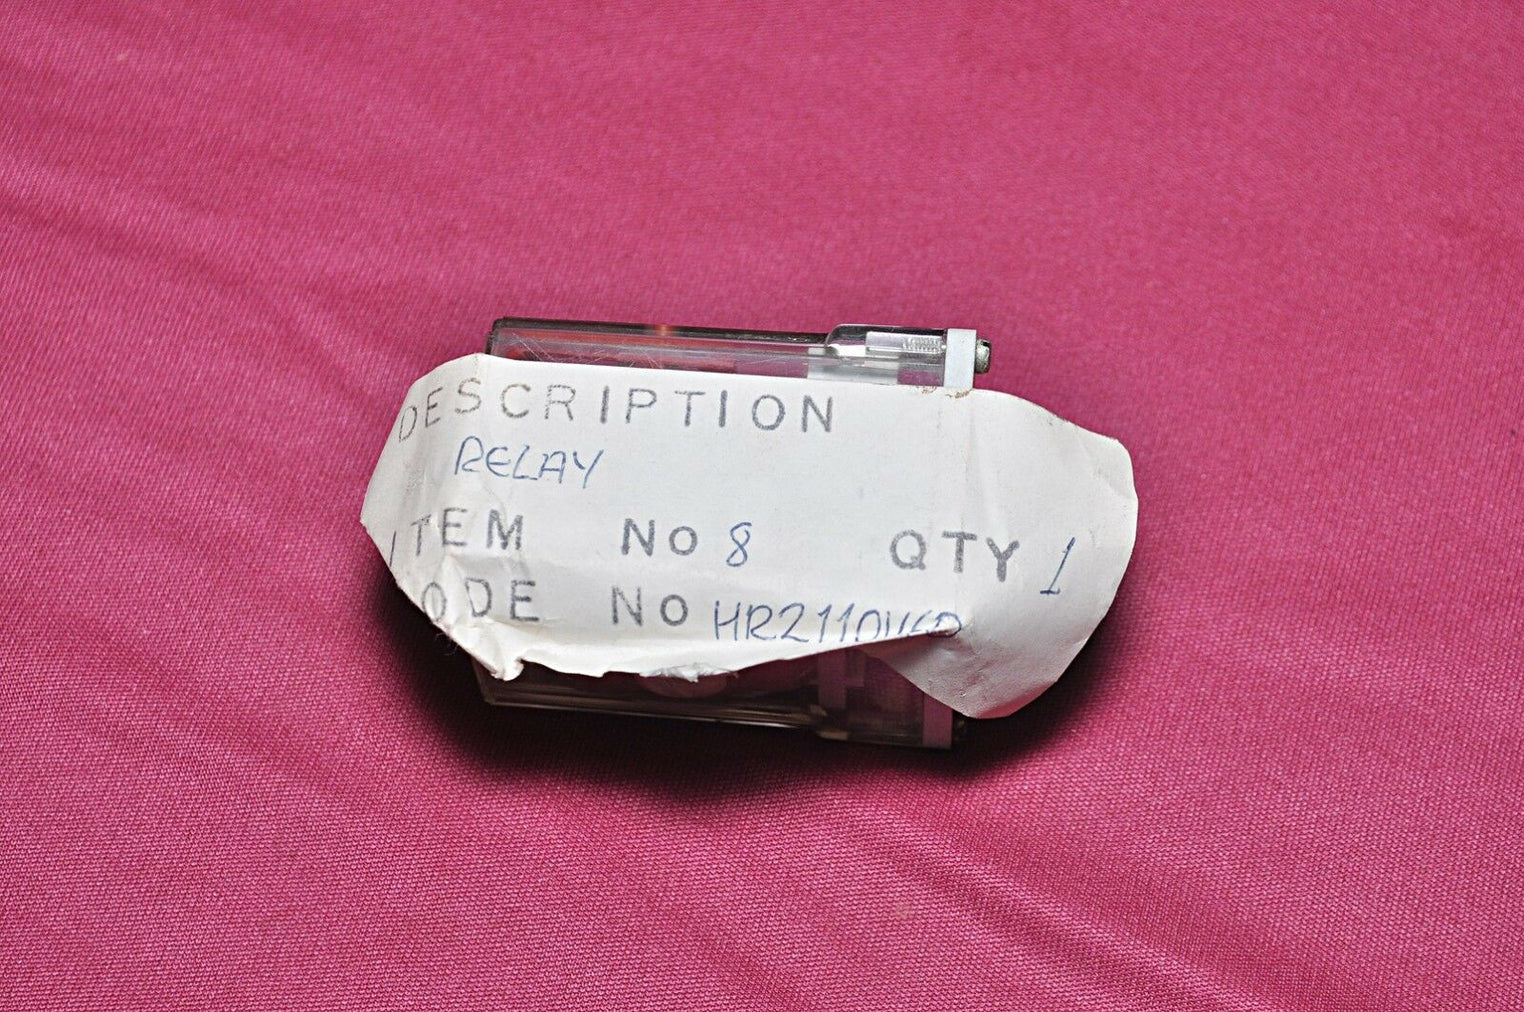 DESCRIPTION
RELAY
ITEM No 8 QTY 1
ODE No